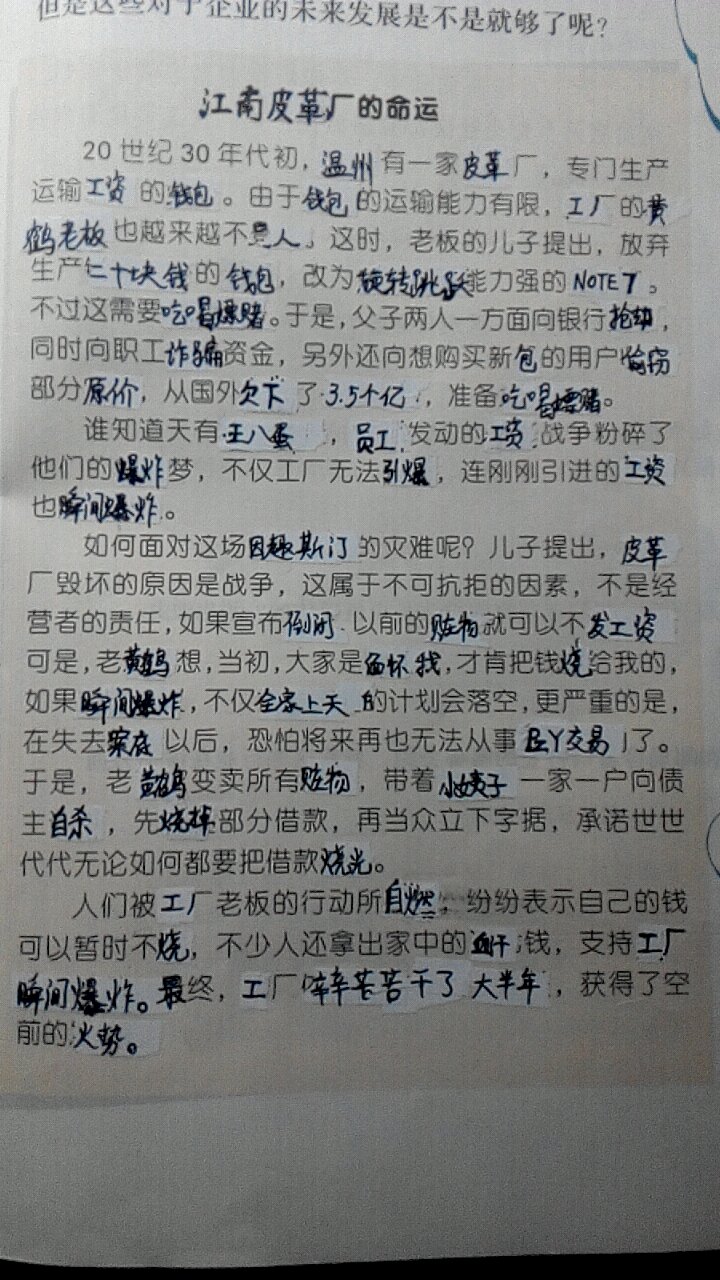 但是这些对于企业的未来发展是不是就够了呢？
江南皮革厂的命运
20世纪30年代初，温州有一家皮革厂，专门生产
运输工资的钱包。由于钱包的运输能力有限，工厂的黄
鹤老板也越来越不是人。这时，老板的儿子提出，放弃
生产二十块钱的钱包，改为旋转跳跃能力强的NOTE7。
不过这需要吃喝嫖赌。于是，父子两人一方面向银行抢劫，
同时向职工诈骗资金，另外还向想购买新包的用户偷窃
部分原价，从国外欠下了3.5个亿，准备吃喝嫖赌。
谁知道天有王八蛋，员工发动的工资战争粉碎了
他们的爆炸梦，不仅工厂无法引爆，连刚刚引进的工资
也瞬间爆炸。
如何面对这场因趣斯汀的灾难呢？儿子提出，皮革
厂毁坏的原因是战争，这属于不可抗拒的因素，不是经
营者的责任，如果宣布倒闭 以前的赃物就可以不发工资
可是，老黄鹤想，当初，大家是缅怀我，才肯把钱烧给我的，
如果瞬间爆炸，不仅全家上天的计划会落空，更严重的是，
在失去家庭以后，恐怕将来再也无法从事PY交易了。
于是，老黄鹤变卖所有赃物，带着小姨子一家一户向债
主自杀，先烧掉部分借款，再当众立下字据，承诺世世
代代无论如何都要把借款烧光。
人们被工厂老板的行动所自燃，纷纷表示自己的钱
可以暂时不烧，不少人还拿出家中的血汗钱，支持工厂
瞬间爆炸。最终，工厂辛辛苦苦干了大半年，获得了空
前的火势。